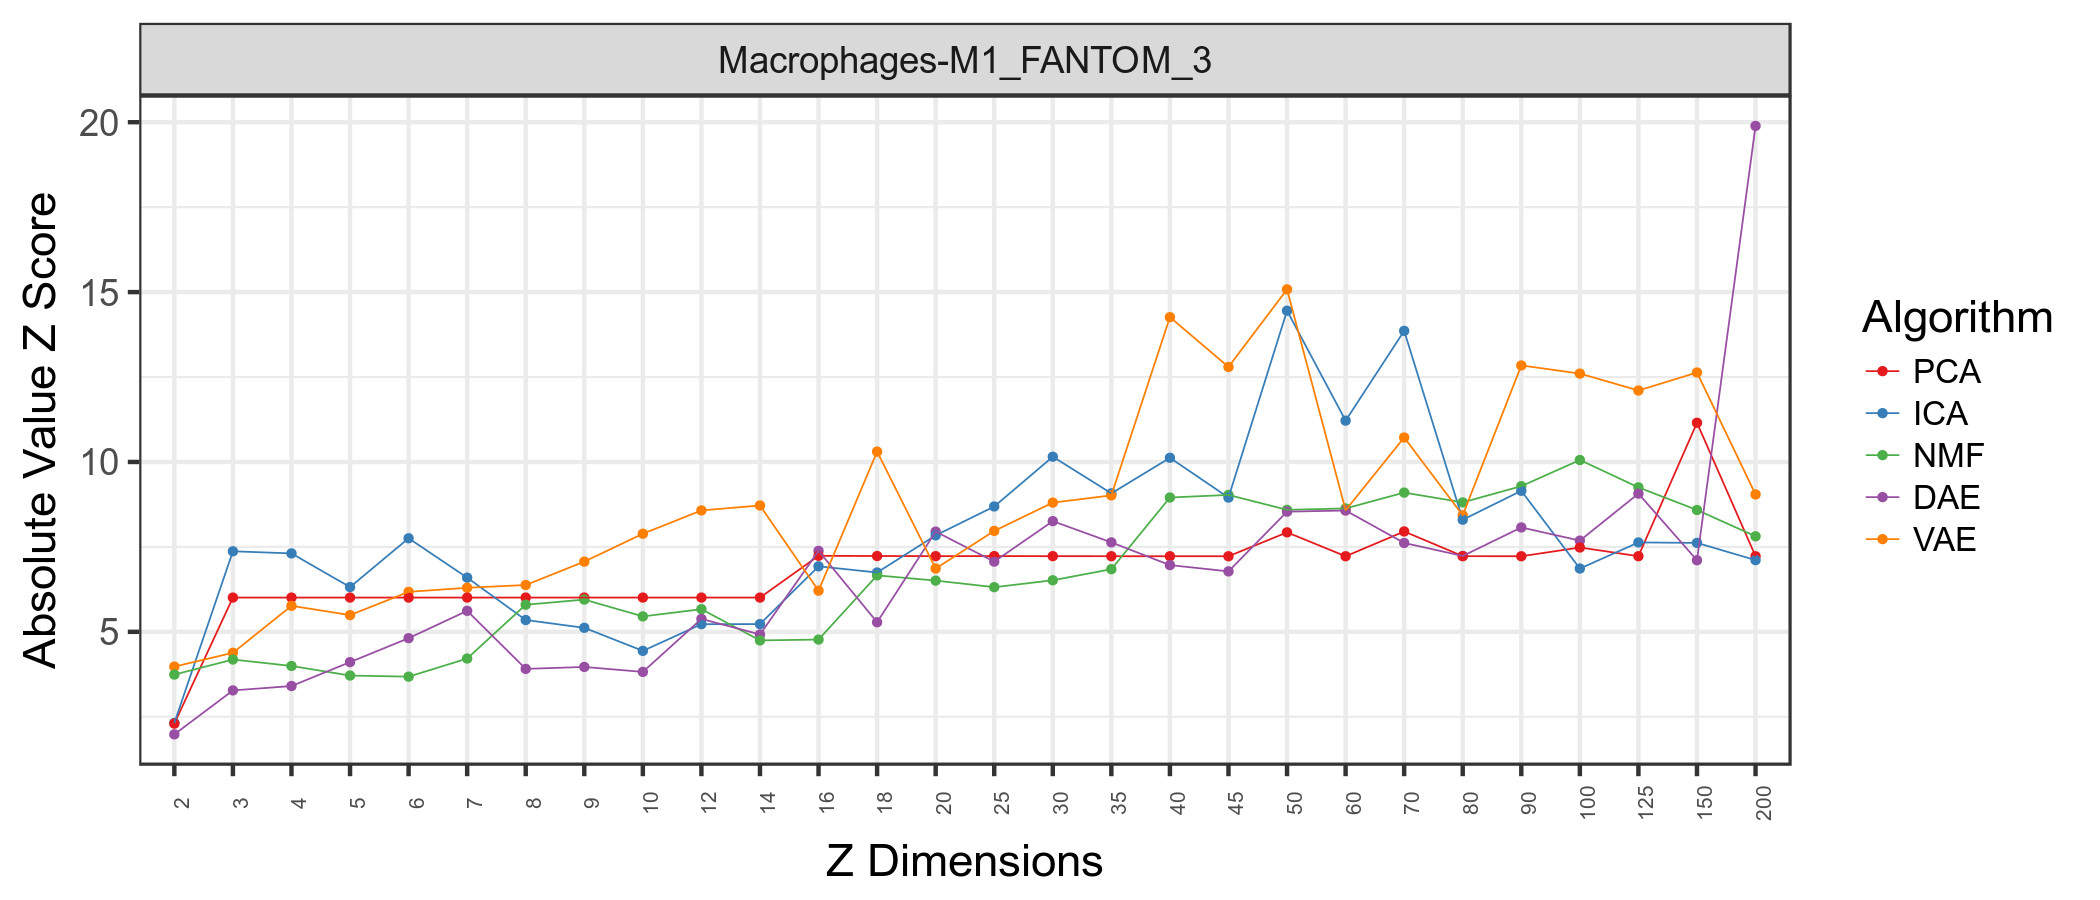 Macrophages-M1_FANTOM_3
Absolute Value Z Score
20
15
10
5
2 3 4 5 6 7 8 9 10 12 14 16 18 20 25 30 35 40 45 50 60 70 80 90 100 125 150 200
Z Dimensions
Algorithm
PCA
ICA
NMF
DAE
VAE